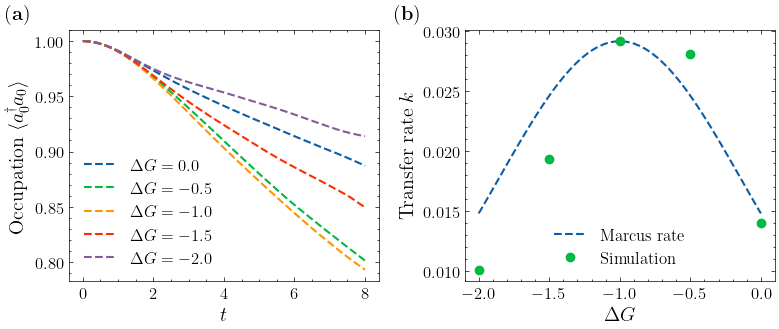 (a)
1.00
0.95
0.90
0.85
0.80
Occupation ⟨a₀†a₀⟩
ΔG = 0.0
ΔG = −0.5
ΔG = −1.0
ΔG = −1.5
ΔG = −2.0
0
2
4
6
8
t
(b)
0.030
0.025
0.020
0.015
0.010
Transfer rate k
Marcus rate
Simulation
−2.0
−1.5
−1.0
−0.5
0.0
ΔG